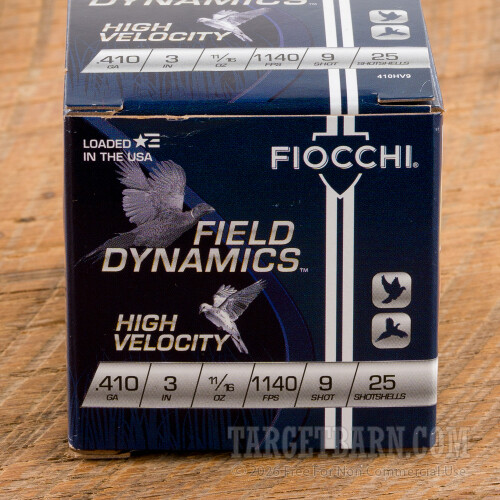 DYNAMICS™
HIGH
VELOCITY
.410 GA 3 IN 11/16 OZ 1140 FPS 9 SHOT 25 SHOTSHELLS
410HV9
LOADED
IN THE USA
FIOCCHI®
FIELD
DYNAMICS™
HIGH
VELOCITY
.410 GA 3 IN 11/16 OZ 1140 FPS 9 SHOT 25 SHOTSHELLS
TARGETBARN.COM